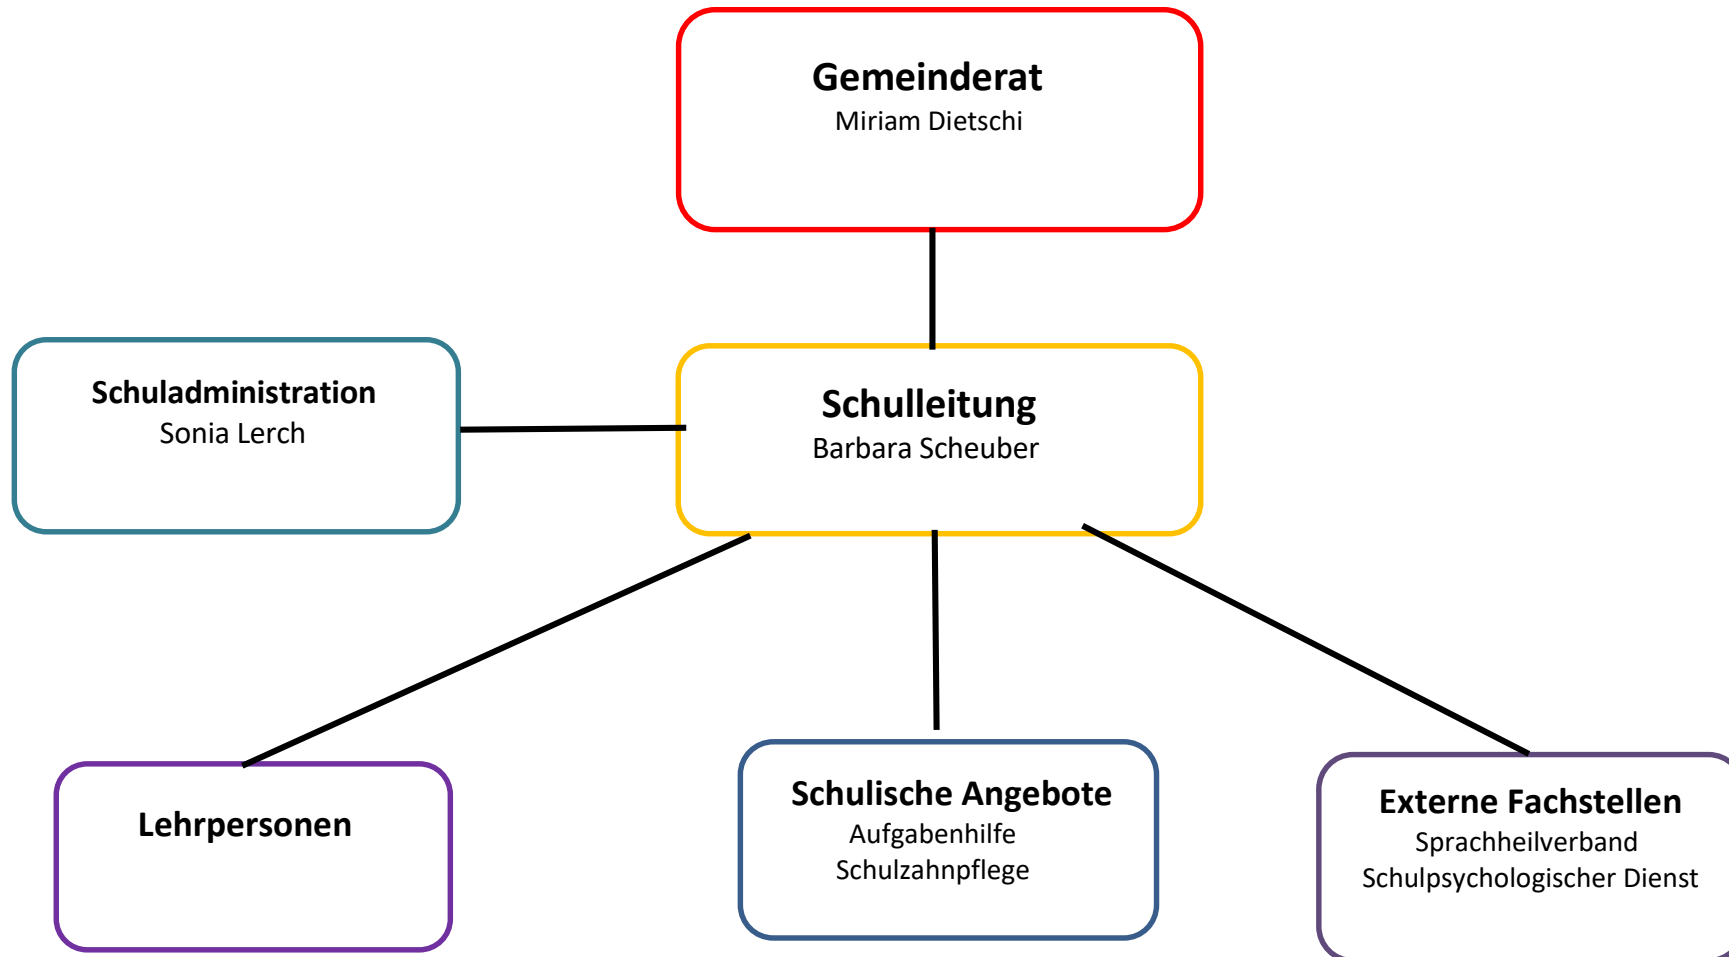 Gemeinderat
Miriam Dietschi
Schuladministration
Sonia Lerch
Schulleitung
Barbara Scheuber
Lehrpersonen
Schulische Angebote
Aufgabenhilfe
Schulzahnpflege
Externe Fachstellen
Sprachheilverband
Schulpsychologischer Dienst